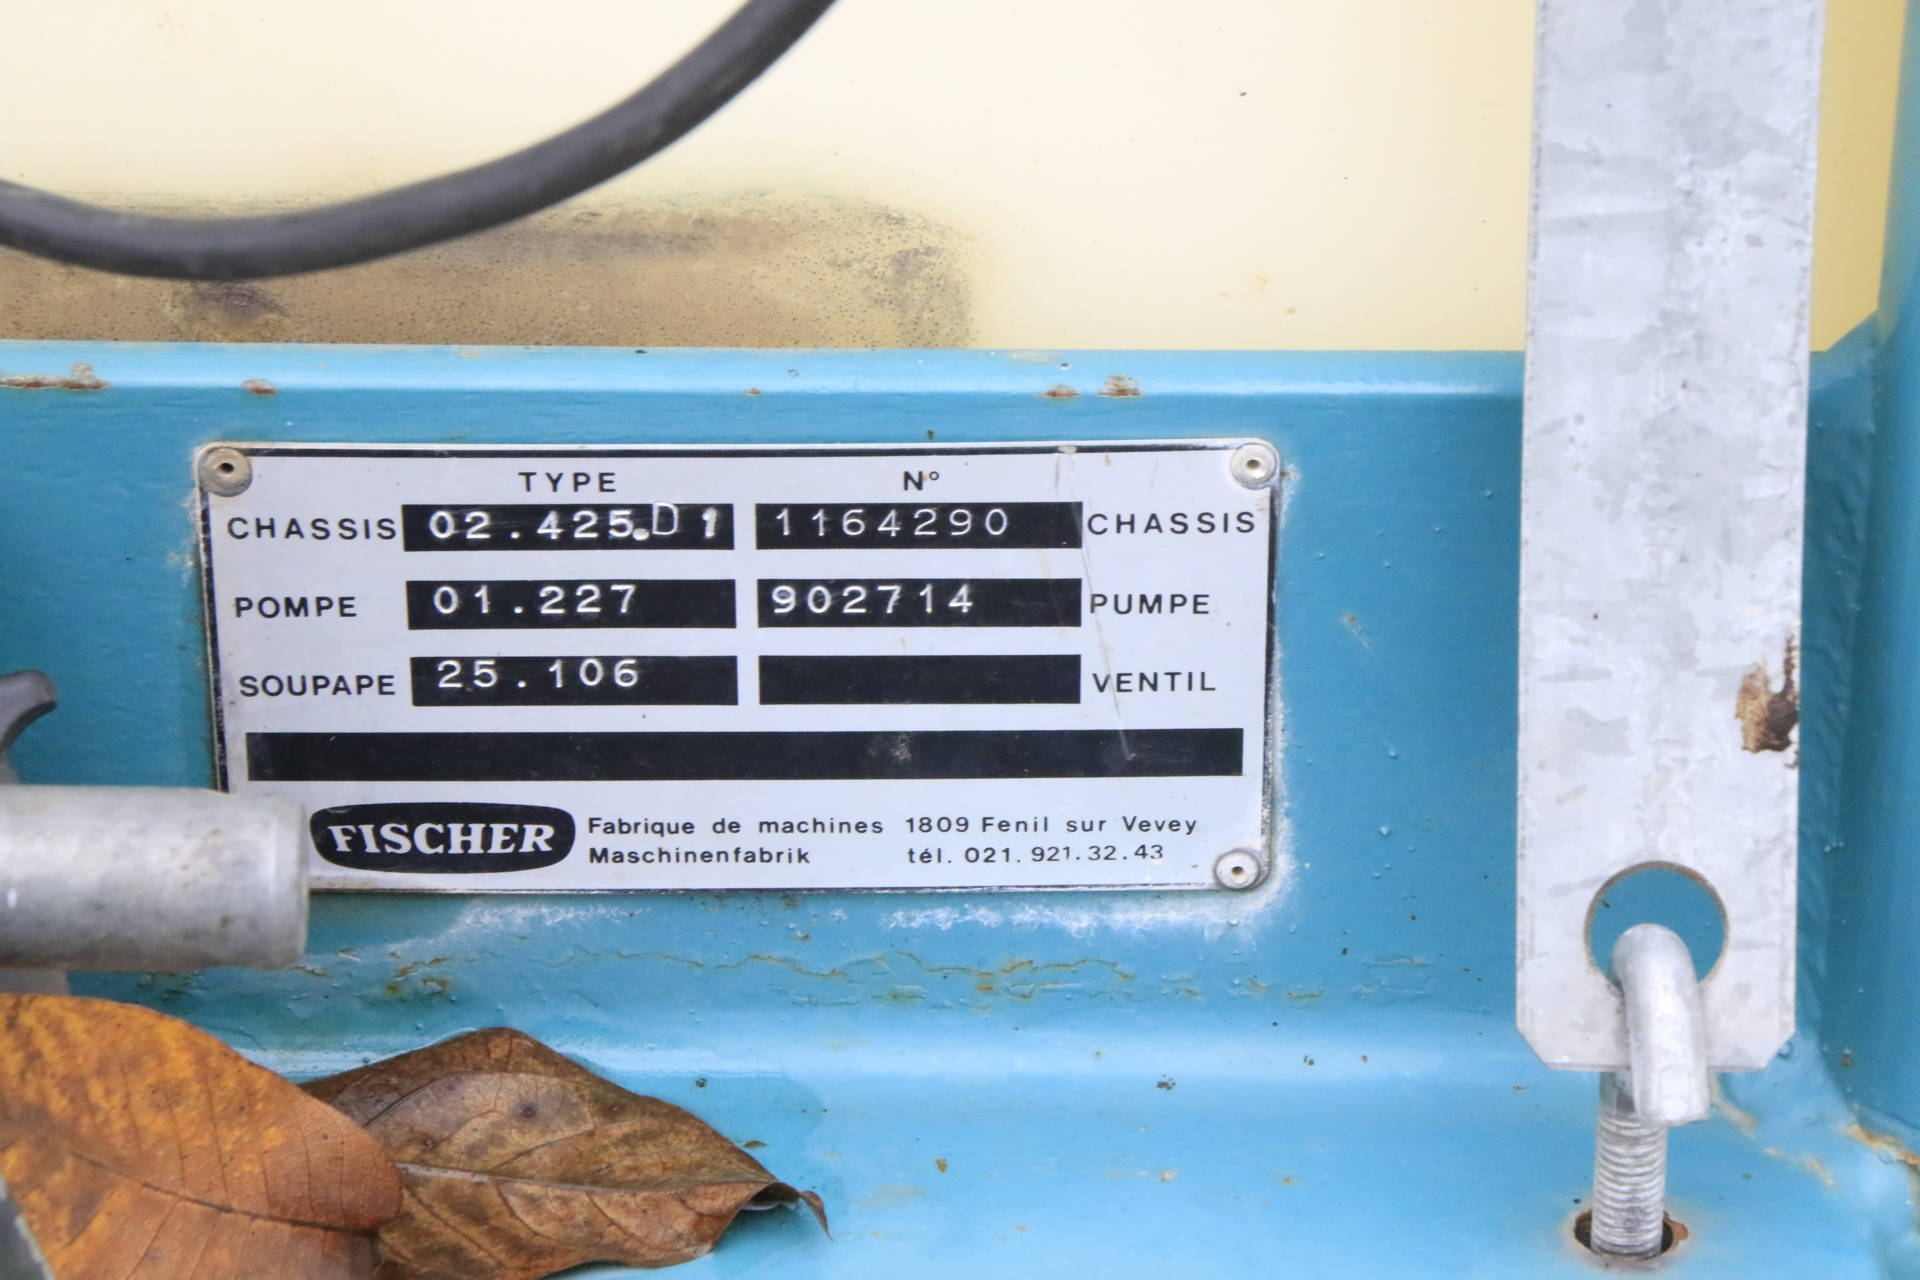 TYPE N°
CHASSIS 02.425.D1 1164290 CHASSIS
POMPE 01.227 902714 PUMPE
SOUPAPE 25.106 VENTIL
FISCHER Fabrique de machines 1809 Fenil sur Vevey
Maschinenfabrik tél. 021.921.32.43